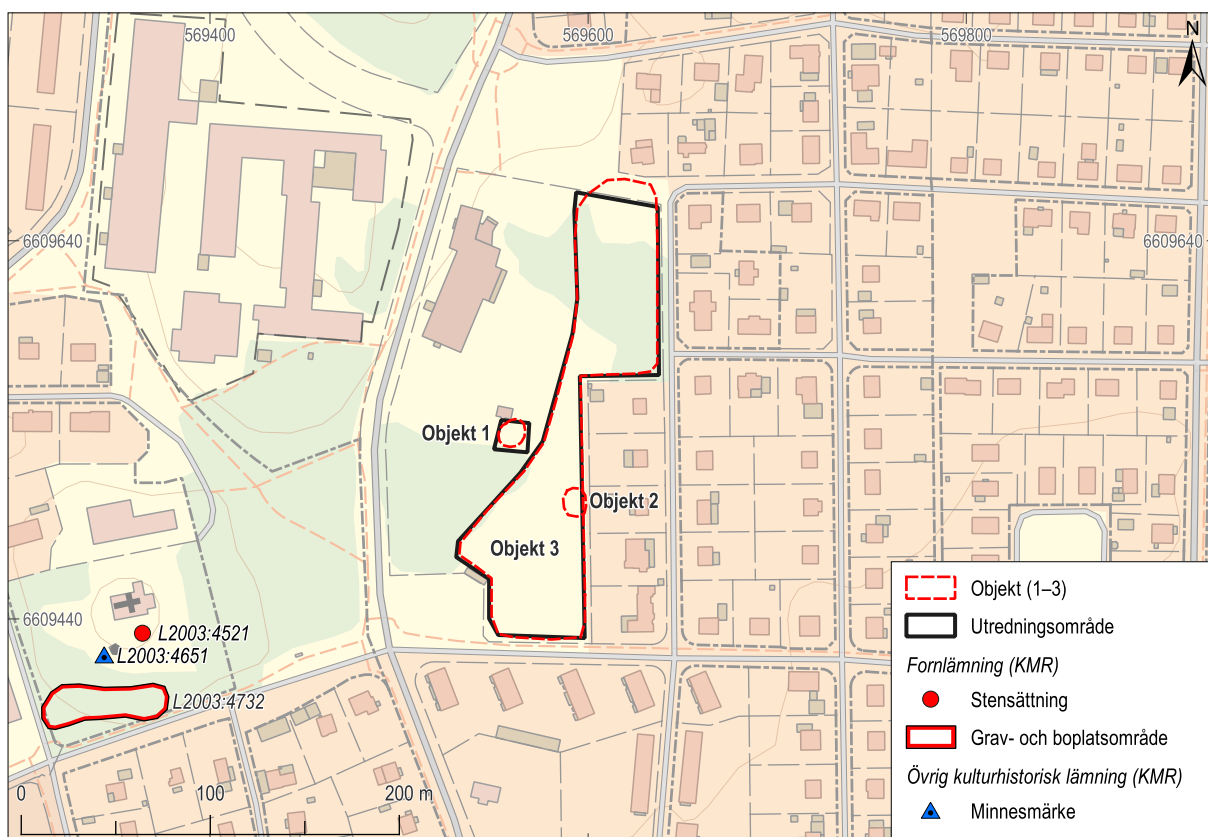 569400
569600
569800
N
6609640
6609640
Objekt 1
Objekt 2
Objekt 3
6609440
L2003:4521
L2003:4651
L2003:4732
0
100
200 m
Objekt (1–3)
Utredningsområde
Fornlämning (KMR)
Stensättning
Grav- och boplatsområde
Övrig kulturhistorisk lämning (KMR)
Minnesmärke